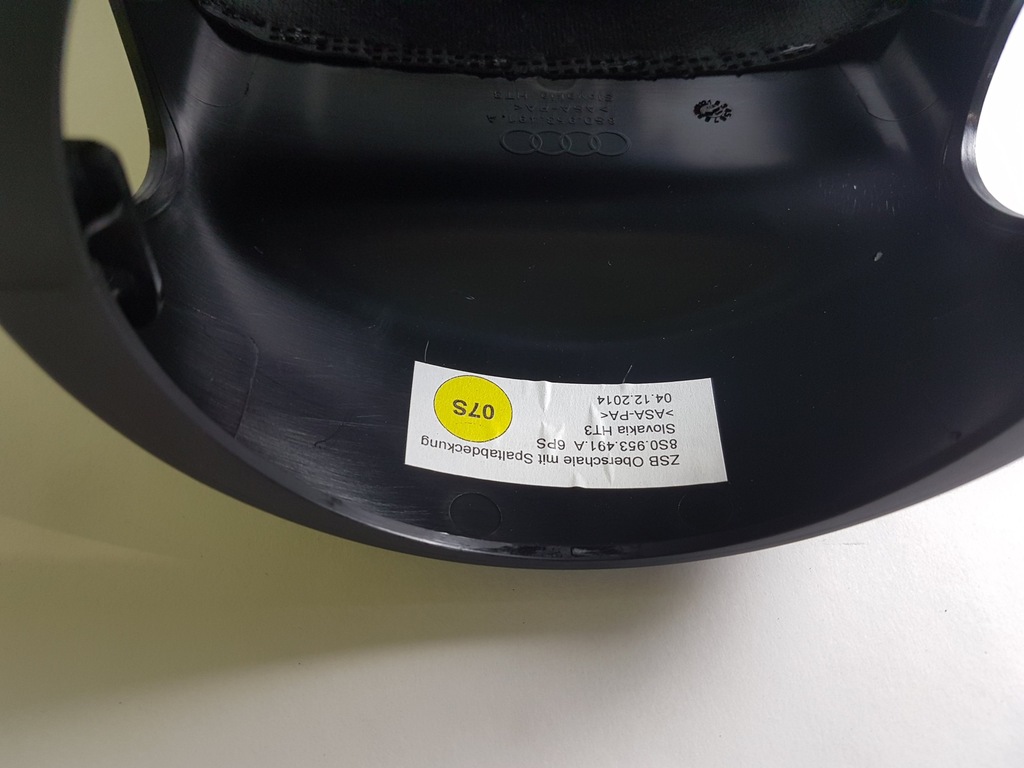 ZSB Oberschale mit Spaltabdeckung
8S0.953.491.A 6PS
Slovakia HT3
>ASA-PA<
04.12.2014
07S